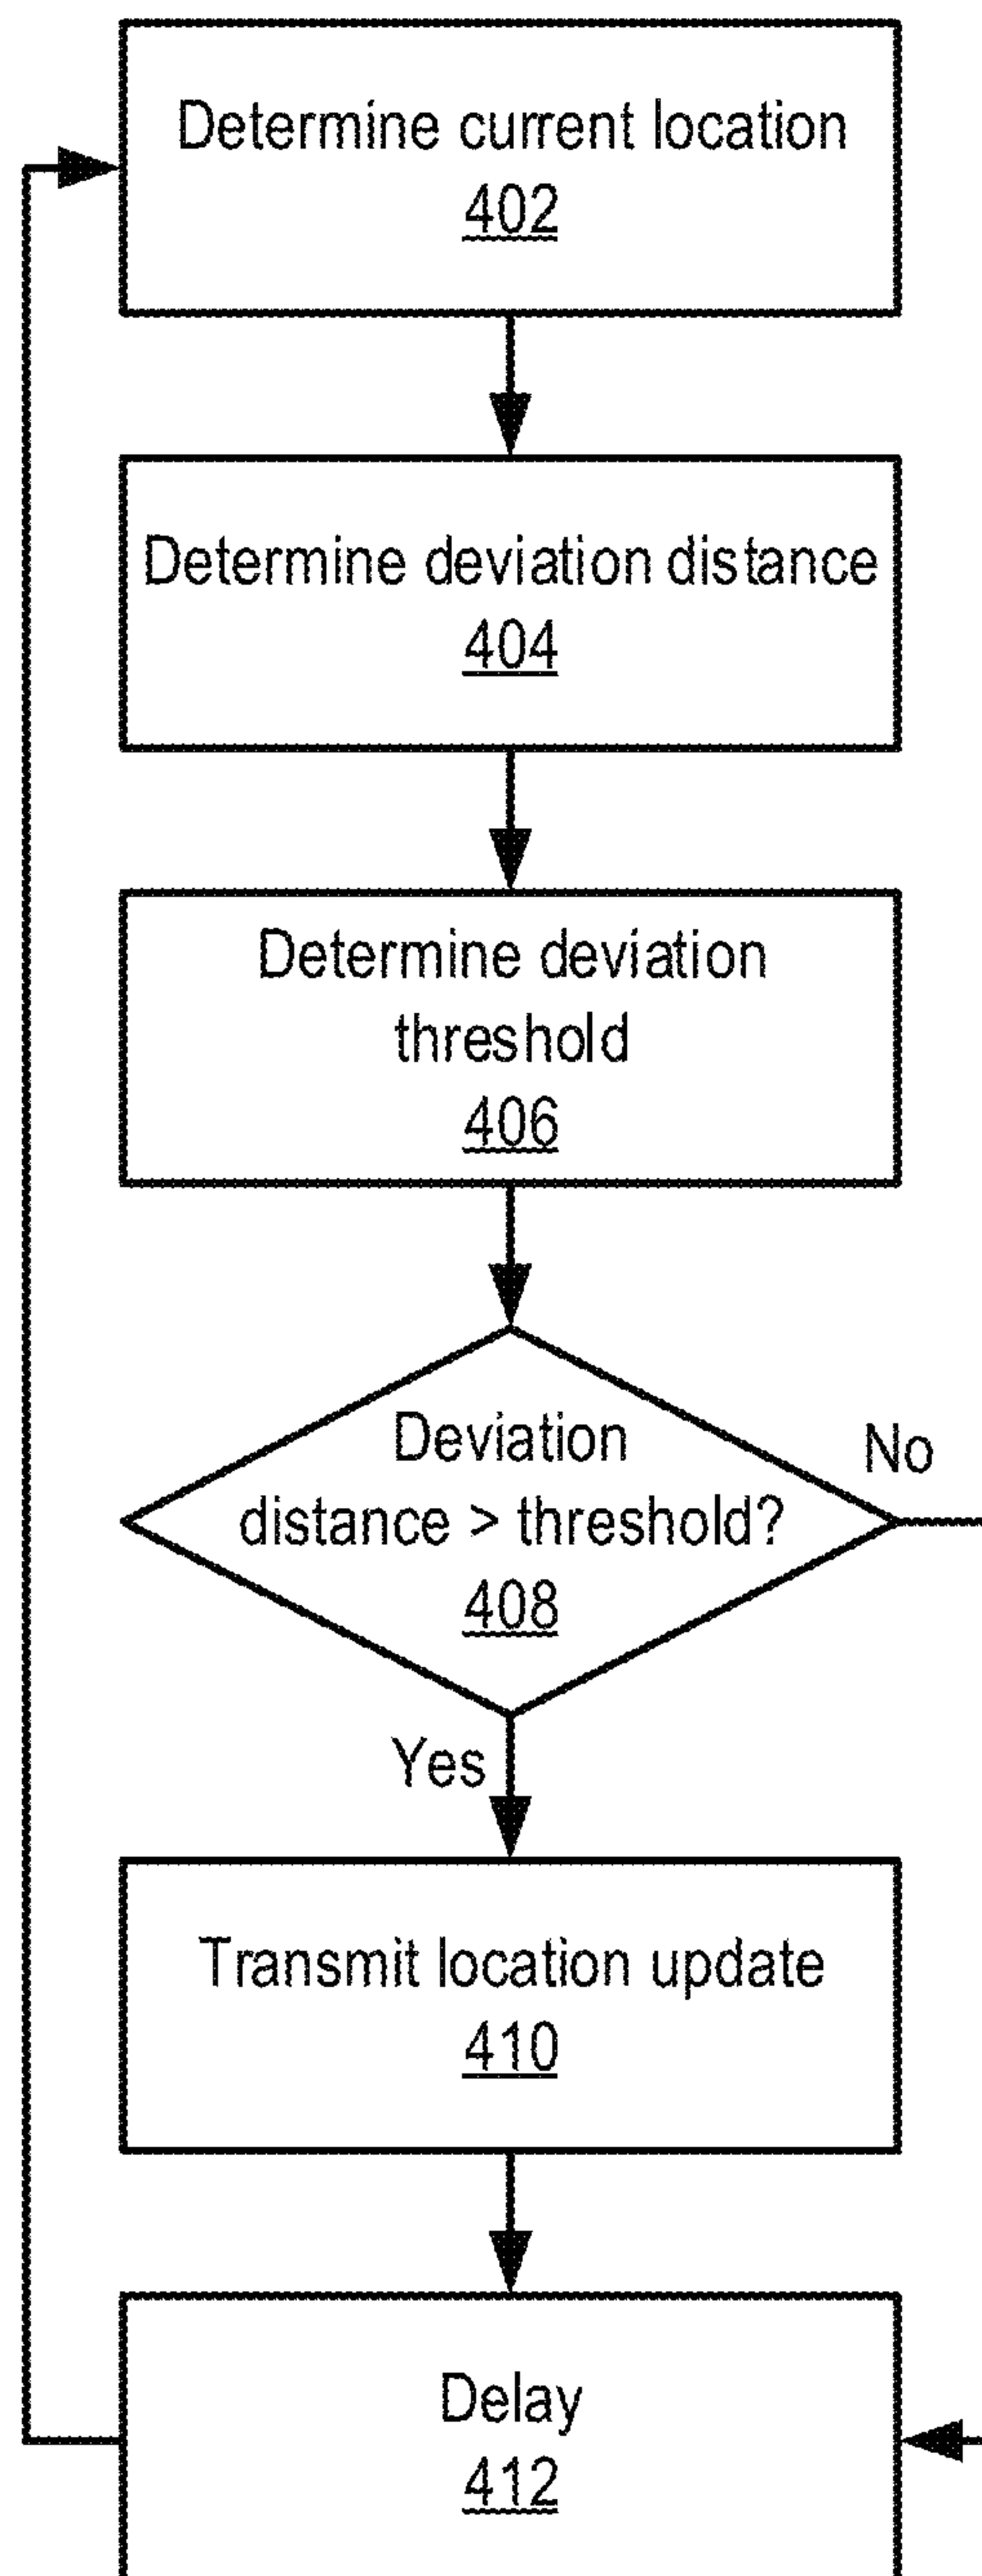 Determine current location
402
Determine deviation distance
404
Determine deviation
threshold
406
Deviation
distance > threshold?
408
No
Yes
Transmit location update
410
Delay
412